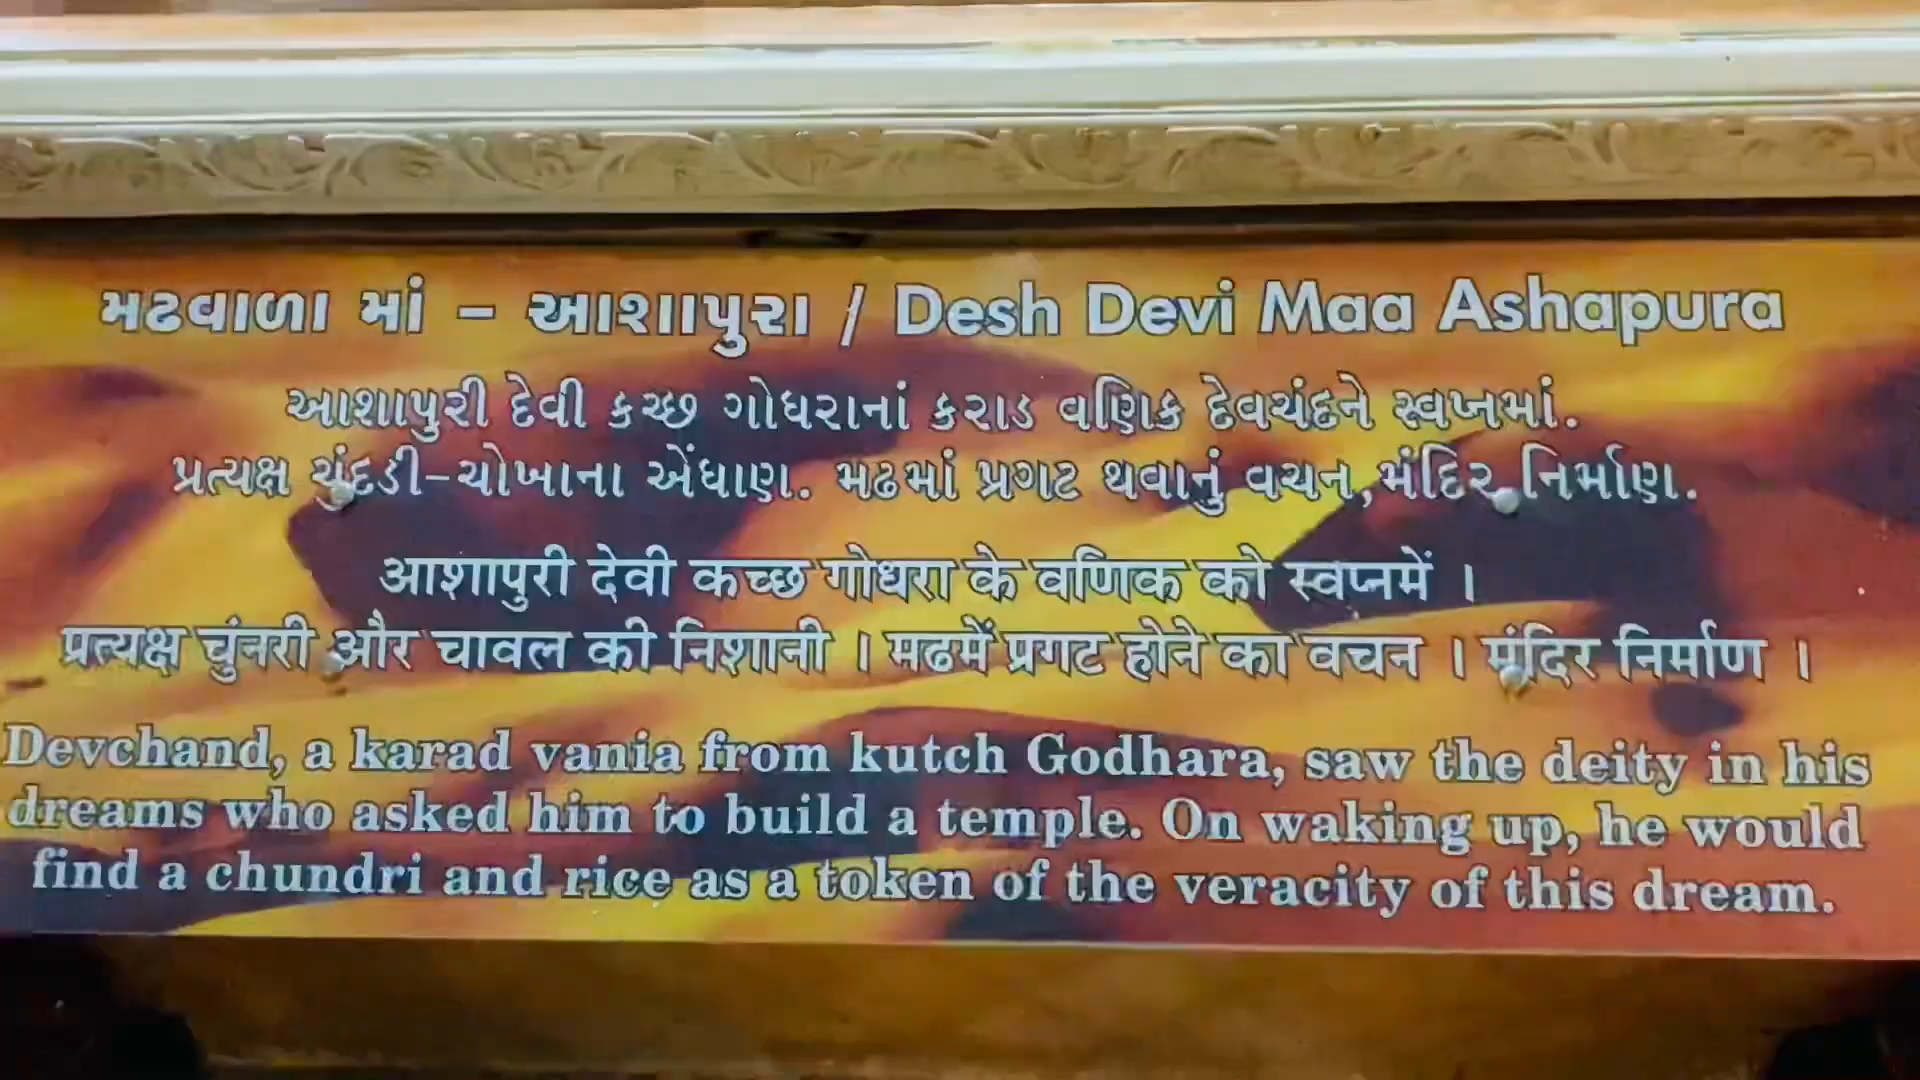 મઢવાળા માં – આશાપુરા / Desh Devi Maa Ashapura
આશાપુરી દેવી કચ્છ ગોધરાનાં કરાડ વણિક દેવચંદને સ્વપ્નમાં.
પ્રત્યક્ષ ચુંદડી-ચોખાના એંધાણ. મઢમાં પ્રગટ થવાનું વચન,મંદિર નિર્માણ.
आशापुरी देवी कच्छ गोधरा के वणिक को स्वप्नमें ।
प्रत्यक्ष चुंनरी और चावल की निशानी । मढमें प्रगट होने का वचन । मंदिर निर्माण ।
Devchand, a karad vania from kutch Godhara, saw the deity in his
dreams who asked him to build a temple. On waking up, he would
find a chundri and rice as a token of the veracity of this dream.